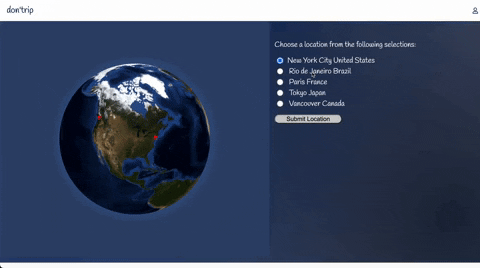 don'trip
Choose a location from the following selections:
New York City United States
Rio de Janeiro Brazil
Paris France
Tokyo Japan
Vancouver Canada
Submit Location